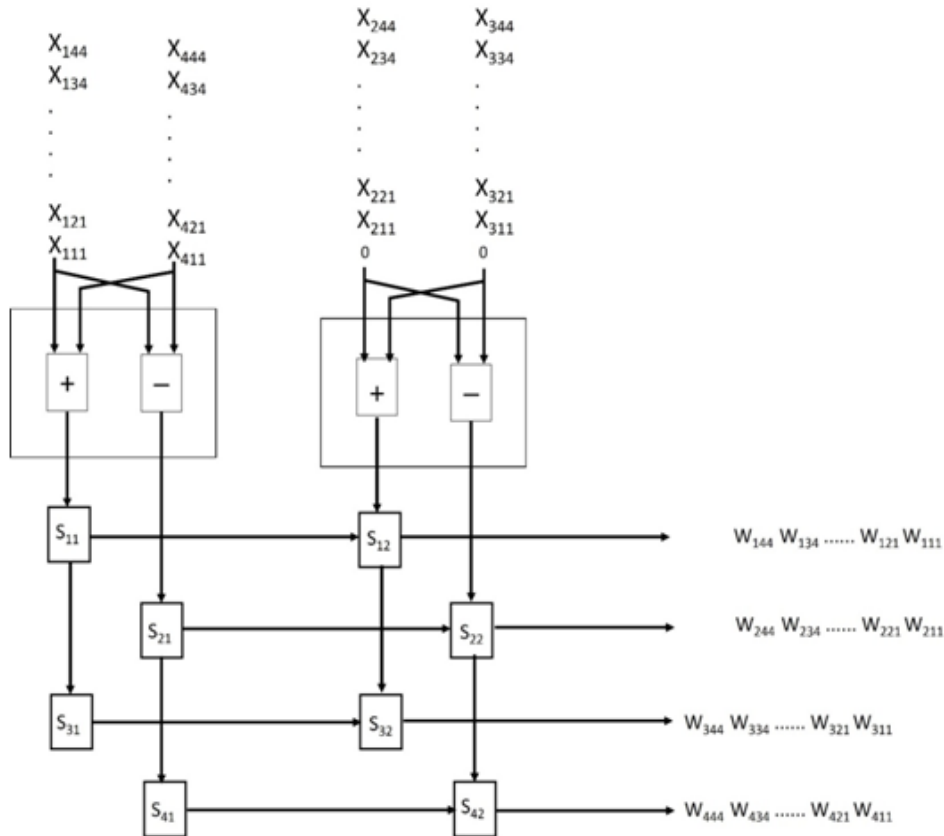 X₂₄₄ X₃₄₄
X₁₄₄ X₄₄₄ X₂₃₄ X₃₃₄
X₁₃₄ X₄₃₄
. . . .
. . . .
. . . .
. . . .
X₂₂₁ X₃₂₁
X₁₂₁ X₄₂₁ X₂₁₁ X₃₁₁
X₁₁₁ X₄₁₁ 0 0
+ − + −
S₁₁ S₁₂ W₁₄₄ W₁₃₄ ...... W₁₂₁ W₁₁₁
S₂₁ S₂₂ W₂₄₄ W₂₃₄ ...... W₂₂₁ W₂₁₁
S₃₁ S₃₂ W₃₄₄ W₃₃₄ ...... W₃₂₁ W₃₁₁
S₄₁ S₄₂ W₄₄₄ W₄₃₄ ...... W₄₂₁ W₄₁₁